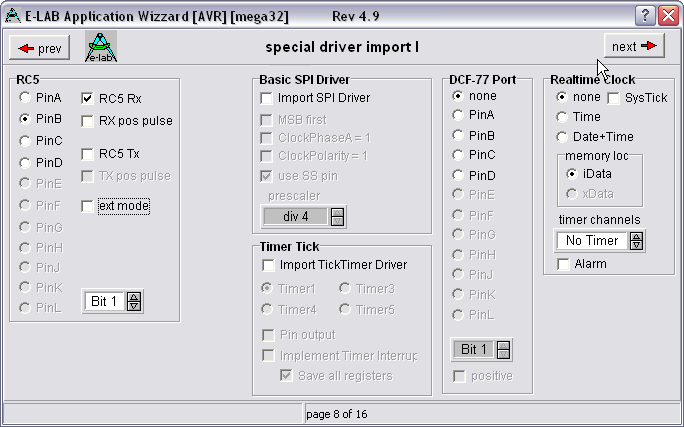 E-LAB Application Wizzard [AVR] [mega32] Rev 4.9
prev
e-lab
special driver import I
next
RC5
PinA
PinB
PinC
PinD
PinE
PinF
PinG
PinH
PinJ
PinK
PinL
RC5 Rx
RX pos pulse
RC5 Tx
TX pos pulse
ext mode
Bit 1
Basic SPI Driver
Import SPI Driver
MSB first
ClockPhaseA = 1
ClockPolarity = 1
use SS pin
prescaler
div 4
Timer Tick
Import TickTimer Driver
Timer1 Timer3
Timer4 Timer5
Pin output
Implement Timer Interrup
Save all registers
DCF-77 Port
none
PinA
PinB
PinC
PinD
PinE
PinF
PinG
PinH
PinJ
PinK
PinL
Bit 1
positive
Realtime Clock
none SysTick
Time
Date+Time
memory loc
iData
xData
timer channels
No Timer
Alarm
page 8 of 16